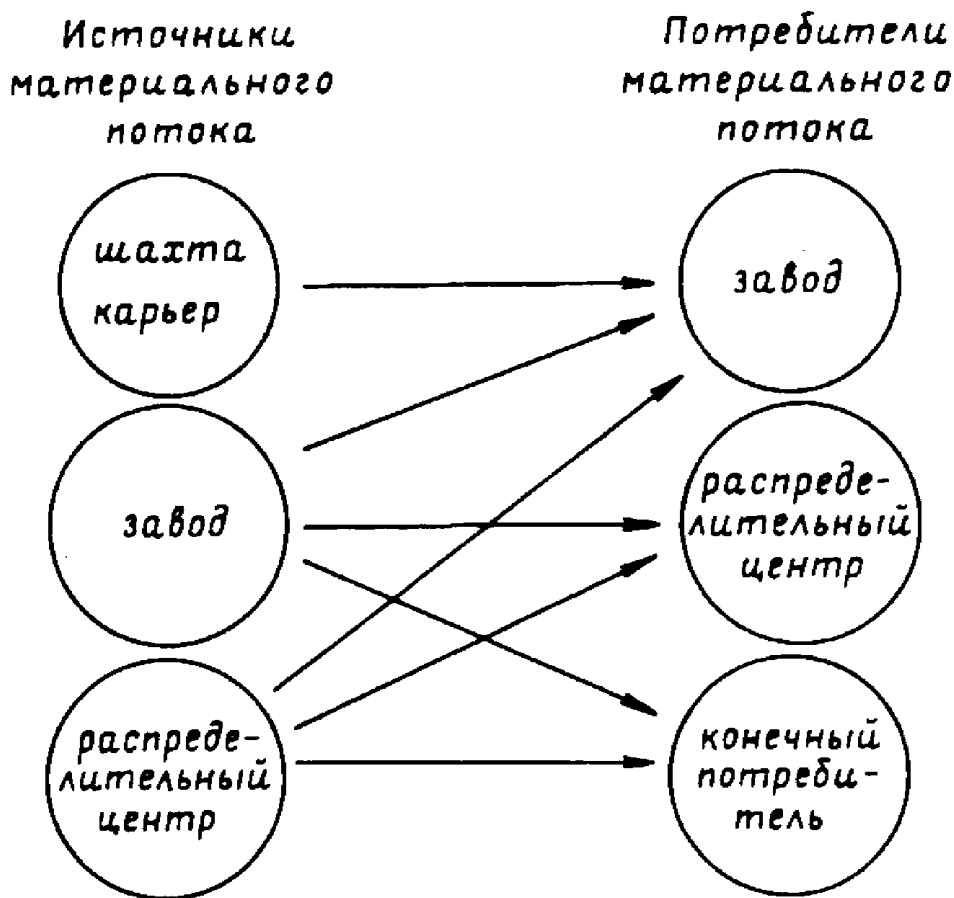 Источники
материального
потока
Потребители
материального
потока
шахта
карьер
завод
завод
распреде-
лительный
центр
распреде-
лительный
центр
конечный
потреби-
тель